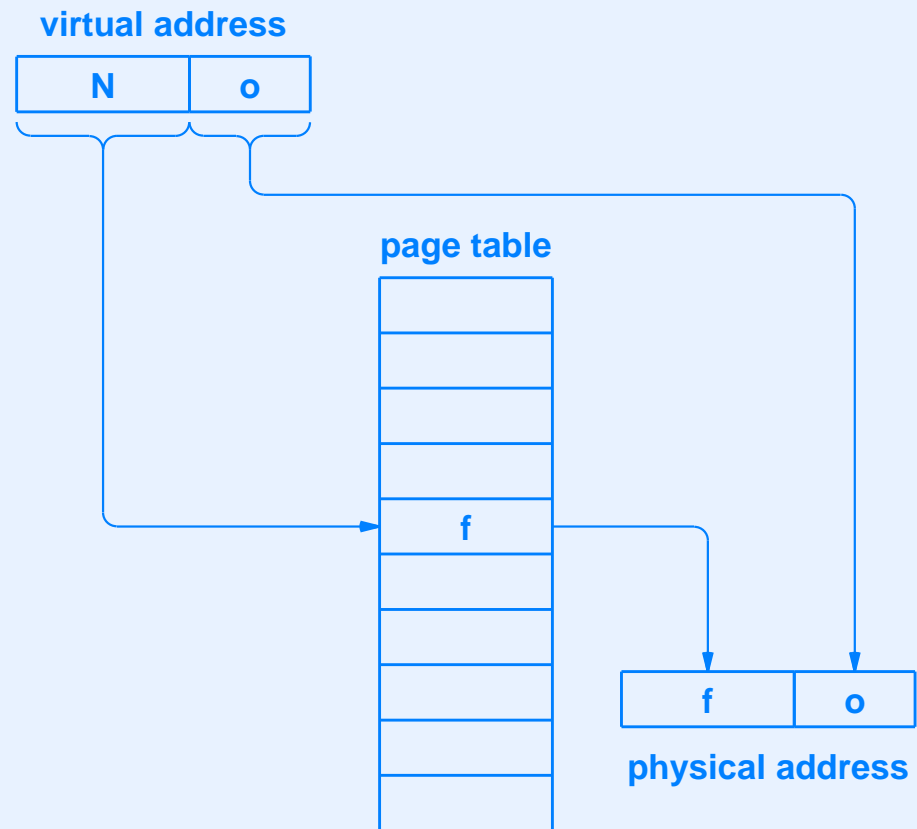 virtual address
N o
page table
f
f o
physical address